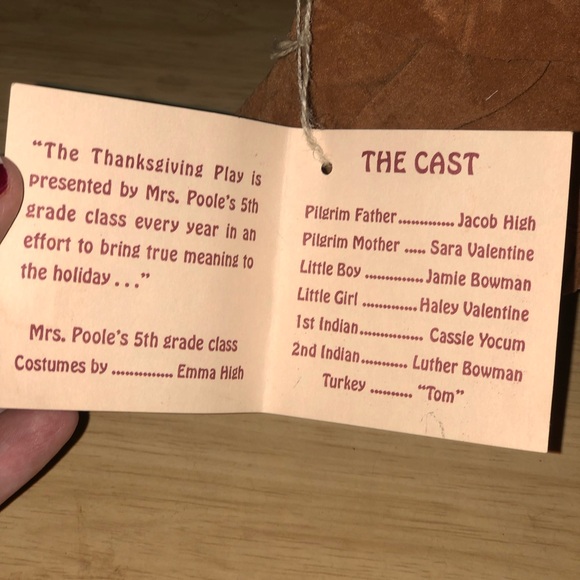 “The Thanksgiving Play is
presented by Mrs. Poole’s 5th
grade class every year in an
effort to bring true meaning to
the holiday . . .”
Mrs. Poole’s 5th grade class
Costumes by .............. Emma High
THE CAST
Pilgrim Father............. Jacob High
Pilgrim Mother ..... Sara Valentine
Little Boy ..............Jamie Bowman
Little Girl .............Haley Valentine
1st Indian............... Cassie Yocum
2nd Indian........... Luther Bowman
Turkey .......... “Tom”